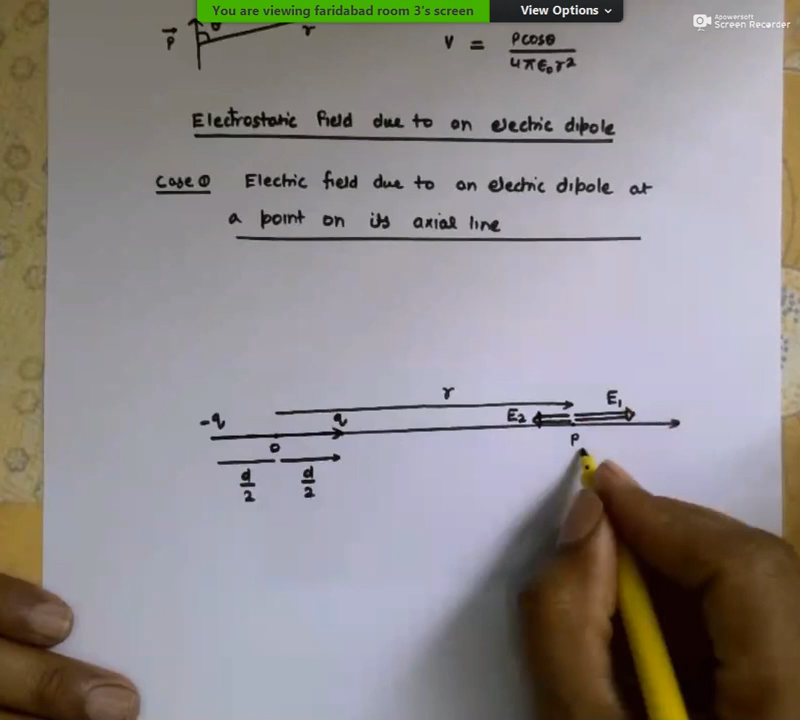 You are viewing faridabad room 3's screen
View Options
Apowersoft
Screen Recorder
P
θ
r
V = Pcosθ / 4πε₀r²
Electrostatic field due to an electric dipole
Case ① Electric field due to an electric dipole at
a point on its axial line
r
-q q E₂ E₁
O P
d/2 d/2